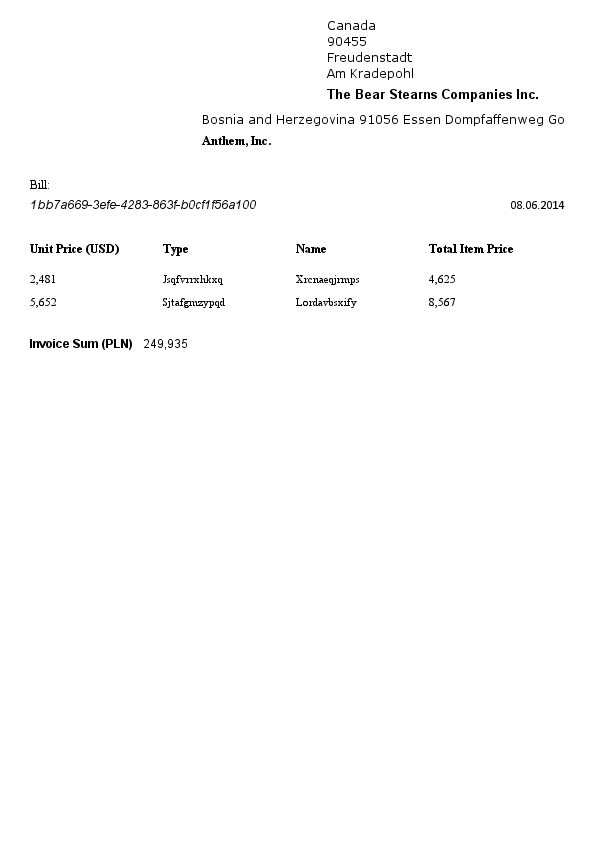 Canada
90455
Freudenstadt
Am Kradepohl
The Bear Stearns Companies Inc.
Bosnia and Herzegovina 91056 Essen Dompfaffenweg Go
Anthem, Inc.
Bill:
1bb7a669-3efe-4283-863f-b0cf1f56a100 08.06.2014
Unit Price (USD) Type Name Total Item Price
2,481 Jsqfvrrxhkxq Xrcnaeqjrmps 4,625
5,652 Sjtafgmzypqd Lordavbsxify 8,567
Invoice Sum (PLN) 249,935